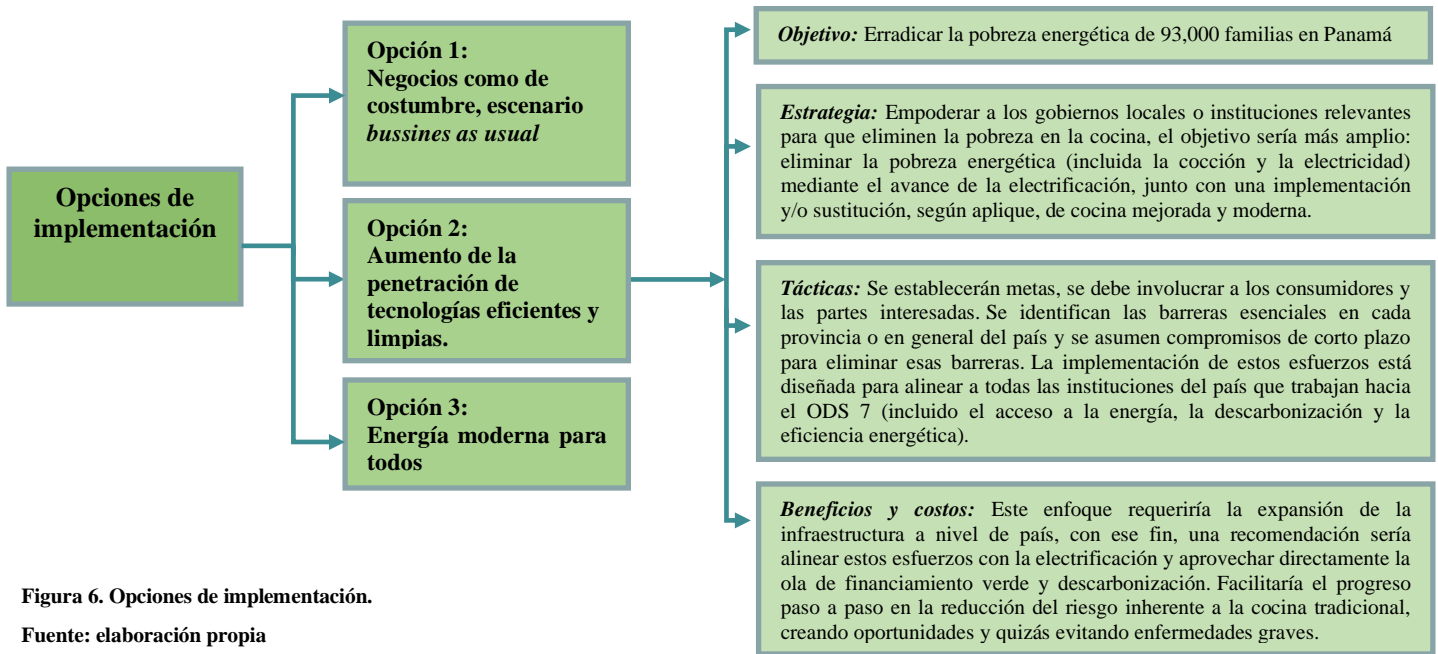 Opciones de
implementación
Opción 1:
Negocios como de
costumbre, escenario
bussines as usual
Opción 2:
Aumento de la
penetración de
tecnologías eficientes y
limpias.
Opción 3:
Energía moderna para
todos
Objetivo: Erradicar la pobreza energética de 93,000 familias en Panamá
Estrategia: Empoderar a los gobiernos locales o instituciones relevantes
para que eliminen la pobreza en la cocina, el objetivo sería más amplio:
eliminar la pobreza energética (incluida la cocción y la electricidad)
mediante el avance de la electrificación, junto con una implementación
y/o sustitución, según aplique, de cocina mejorada y moderna.
Tácticas: Se establecerán metas, se debe involucrar a los consumidores y
las partes interesadas. Se identifican las barreras esenciales en cada
provincia o en general del país y se asumen compromisos de corto plazo
para eliminar esas barreras. La implementación de estos esfuerzos está
diseñada para alinear a todas las instituciones del país que trabajan hacia
el ODS 7 (incluido el acceso a la energía, la descarbonización y la
eficiencia energética).
Beneficios y costos: Este enfoque requeriría la expansión de la
infraestructura a nivel de país, con ese fin, una recomendación sería
alinear estos esfuerzos con la electrificación y aprovechar directamente la
ola de financiamiento verde y descarbonización. Facilitaría el progreso
paso a paso en la reducción del riesgo inherente a la cocina tradicional,
creando oportunidades y quizás evitando enfermedades graves.
Figura 6. Opciones de implementación.
Fuente: elaboración propia